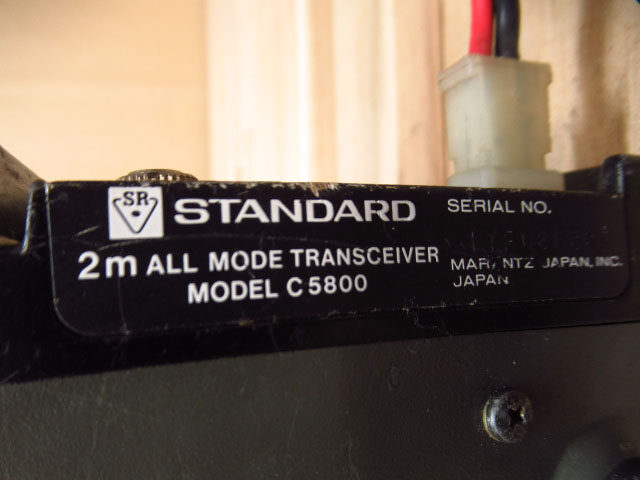 SR STANDARD
2m ALL MODE TRANSCEIVER
MODEL C5800
SERIAL NO.
MARANTZ JAPAN, INC.
JAPAN